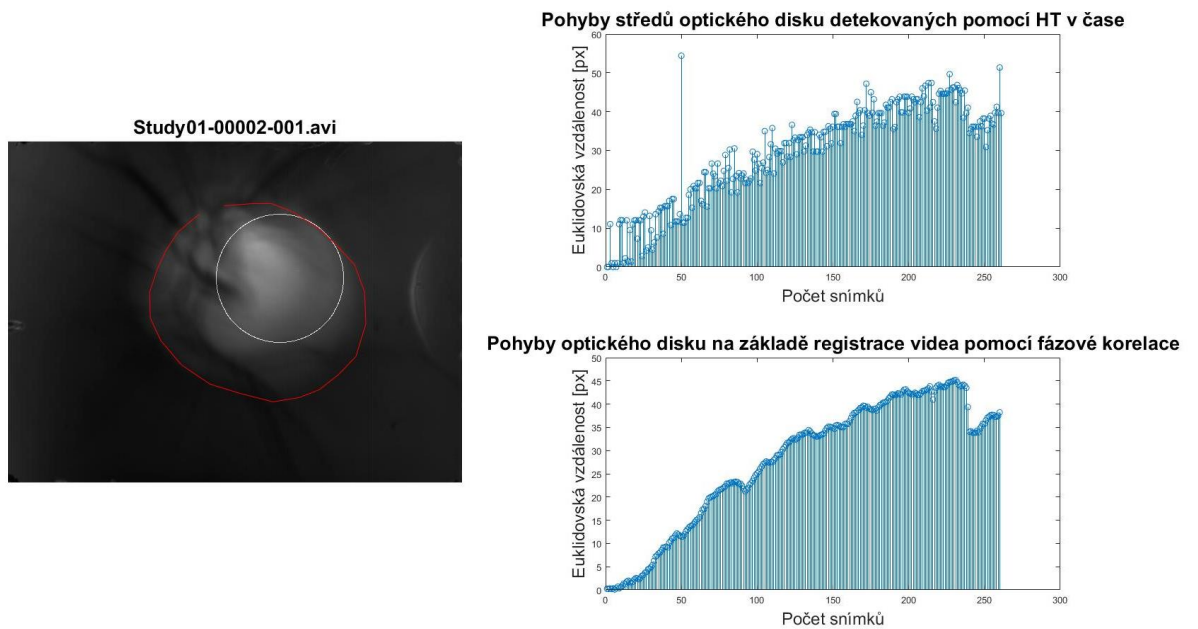 Study01-00002-001.avi
Pohyby středů optického disku detekovaných pomocí HT v čase
Euklidovská vzdálenost [px]
60
50
40
30
20
10
0
0 50 100 150 200 250 300
Počet snímků
Pohyby optického disku na základě registrace videa pomocí fázové korelace
Euklidovská vzdálenost [px]
50
45
40
35
30
25
20
15
10
5
0
0 50 100 150 200 250 300
Počet snímků